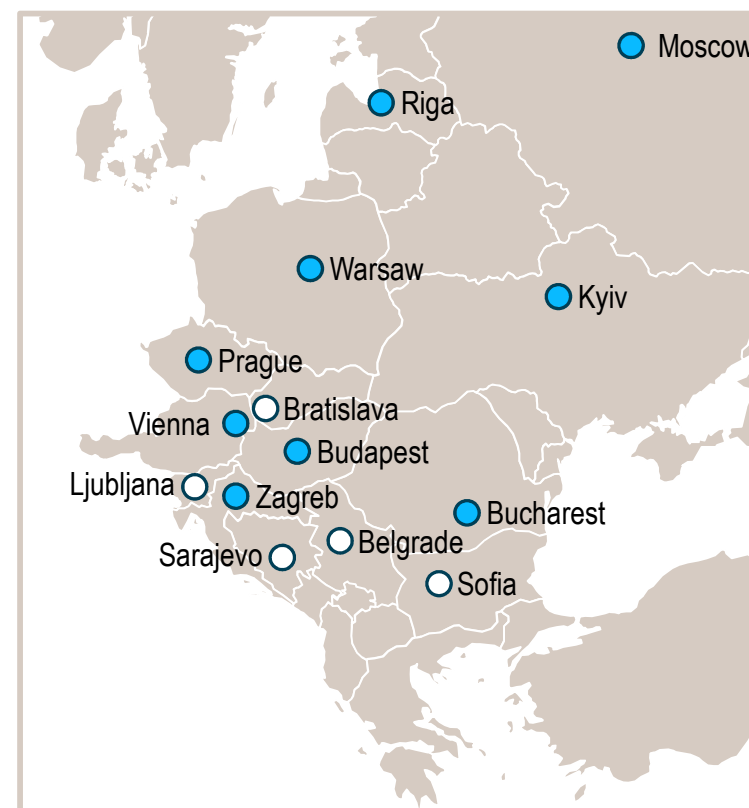 Moscow
Riga
Warsaw
Kyiv
Prague
Bratislava
Vienna
Budapest
Ljubljana
Zagreb
Bucharest
Belgrade
Sarajevo
Sofia